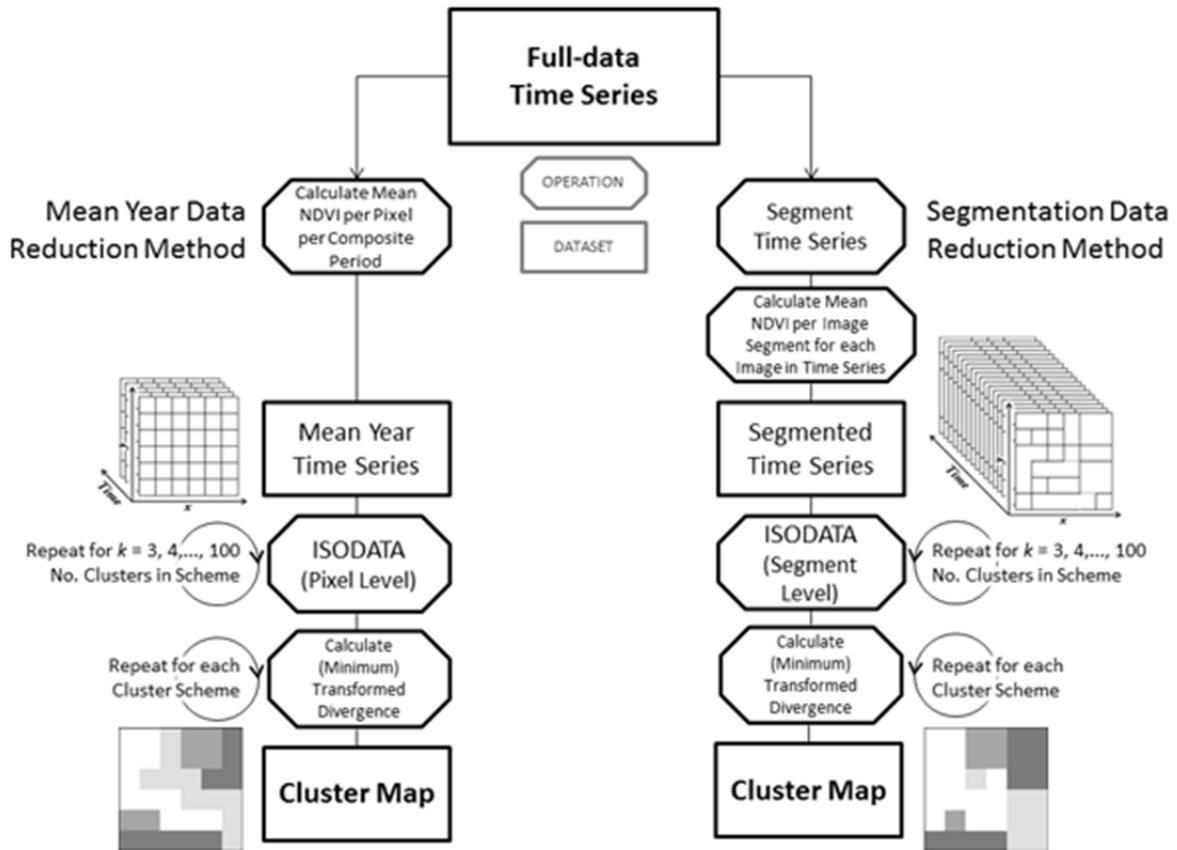 Full-data
Time Series
OPERATION
DATASET
Mean Year Data
Reduction Method
Calculate Mean
NDVI per Pixel
per Composite
Period
Mean Year
Time Series
Time
x
Repeat for k = 3, 4,..., 100
No. Clusters in Scheme
ISODATA
(Pixel Level)
Repeat for each
Cluster Scheme
Calculate
(Minimum)
Transformed
Divergence
Cluster Map
Segmentation Data
Reduction Method
Segment
Time Series
Calculate Mean
NDVI per Image
Segment for each
Image in Time Series
Segmented
Time Series
Time
x
ISODATA
(Segment
Level)
Repeat for k = 3, 4,..., 100
No. Clusters in Scheme
Calculate
(Minimum)
Transformed
Divergence
Repeat for each
Cluster Scheme
Cluster Map